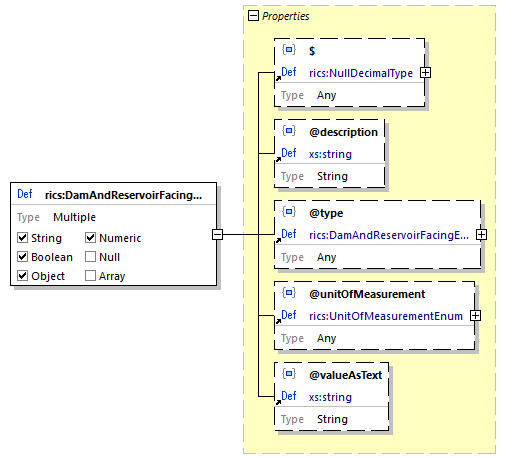 Properties
$
Def rics:NullDecimalType
Type Any
@description
Def xs:string
Type String
Def rics:DamAndReservoirFacing...
Type Multiple
String Numeric
Boolean Null
Object Array
@type
Def rics:DamAndReservoirFacingE...
Type Any
@unitOfMeasurement
Def rics:UnitOfMeasurementEnum
Type Any
@valueAsText
Def xs:string
Type String